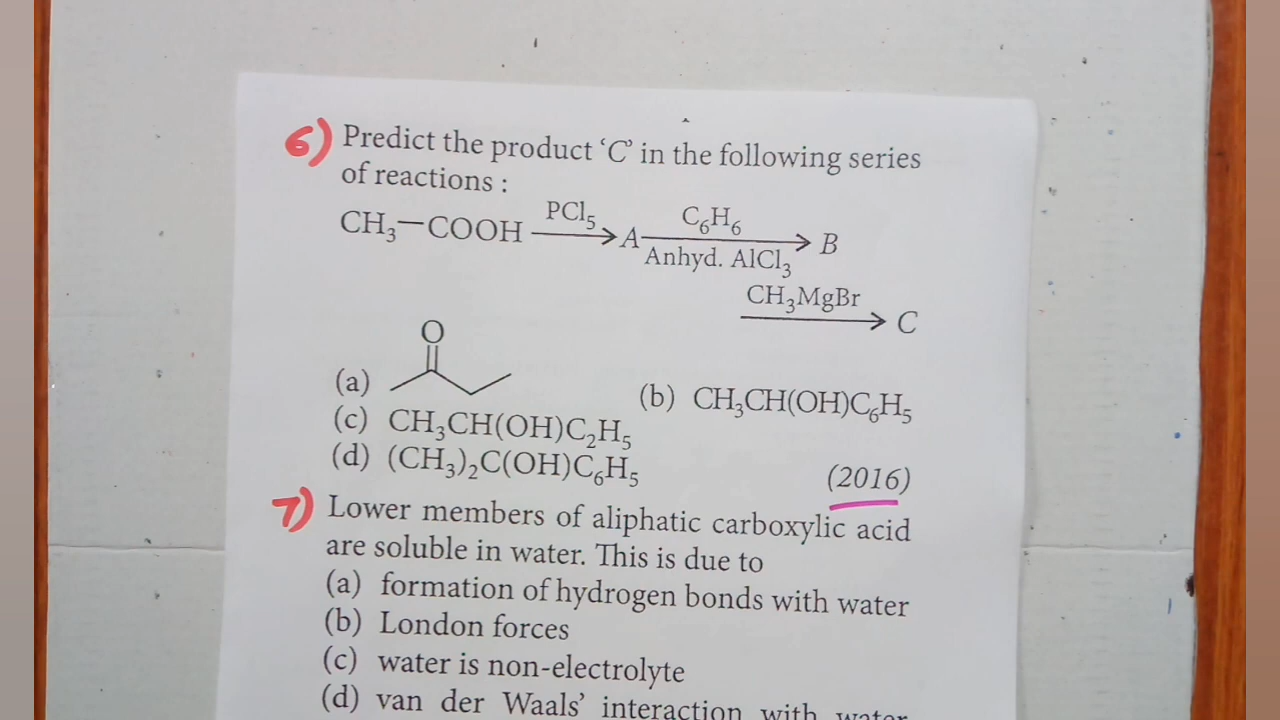 6) Predict the product ‘C’ in the following series
of reactions :
CH₃—COOH PCl₅→ A C₆H₆ Anhyd. AlCl₃→ B
CH₃MgBr→ C
(a) O
(b) CH₃CH(OH)C₆H₅
(c) CH₃CH(OH)C₂H₅
(d) (CH₃)₂C(OH)C₆H₅ (2016)
7) Lower members of aliphatic carboxylic acid
are soluble in water. This is due to
(a) formation of hydrogen bonds with water
(b) London forces
(c) water is non-electrolyte
(d) van der Waals’ interaction with water